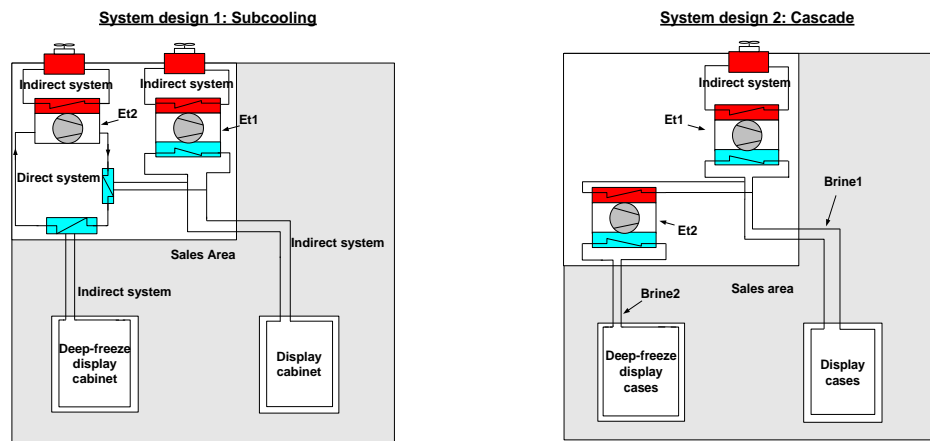 System design 1: Subcooling
Indirect system
Indirect system
Et2
Et1
Direct system
Indirect system
Sales Area
Indirect system
Deep-freeze
display
cabinet
Display
cabinet
System design 2: Cascade
Indirect system
Et1
Brine1
Et2
Sales area
Brine2
Deep-freeze
display
cases
Display
cases